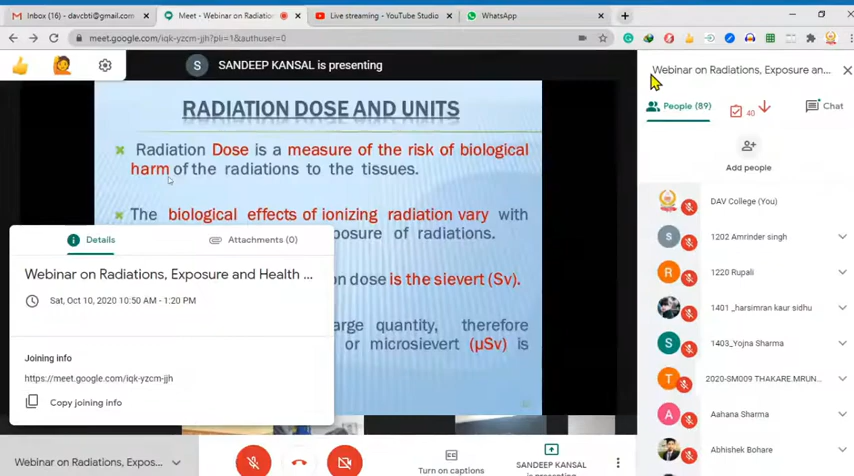 Inbox (120) - davcbti@gmail.com
Meet - Webinar on Radiation
Live streaming - YouTube Studio
WhatsApp
meet.google.com/iqk-yzcm-jjh?pli=1&authuser=0
S SANDEEP KANSAL is presenting
Webinar on Radiations, Exposure an...
People (89)
40
Chat
Add people
RADIATION DOSE AND UNITS
Radiation Dose is a measure of the risk of biological
harm of the radiations to the tissues.
The biological effects of ionizing radiation vary with
posure of radiations.
on dose is the sievert (Sv).
arge quantity, therefore
or microsievert (µSv) is
Details
Attachments (0)
Webinar on Radiations, Exposure and Health ...
Sat, Oct 10, 2020 10:50 AM - 1:20 PM
Joining info
https://meet.google.com/iqk-yzcm-jjh
Copy joining info
DAV College (You)
S 1202 Amrinder singh
R 1220 Rupali
1401 _harsimran kaur sidhu
S 1403_Yojna Sharma
T 2020-SM009 THAKARE.MRUN...
A Aahana Sharma
Abhishek Bohare
Webinar on Radiations, Expos...
Turn on captions
SANDEEP KANSAL
is presenting